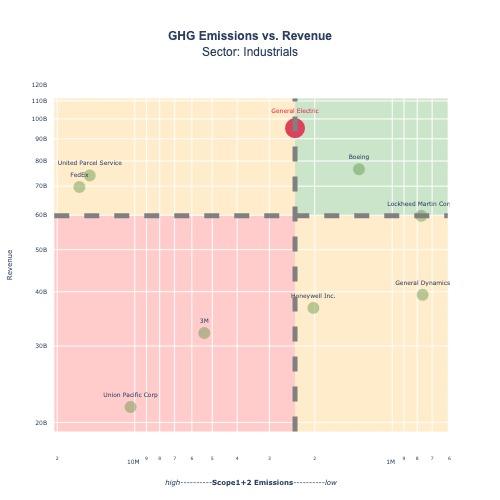 GHG Emissions vs. Revenue
Sector: Industrials
120B
110B
100B
90B
80B
70B
60B
50B
40B
30B
20B
Revenue
General Electric
Boeing
United Parcel Service
FedEx
Lockheed Martin Cor
General Dynamics
Honeywell Inc.
3M
Union Pacific Corp
2 10M 9 8 7 6 5 4 3 2 1M 9 8 7 6
high----------Scope1+2 Emissions----------low